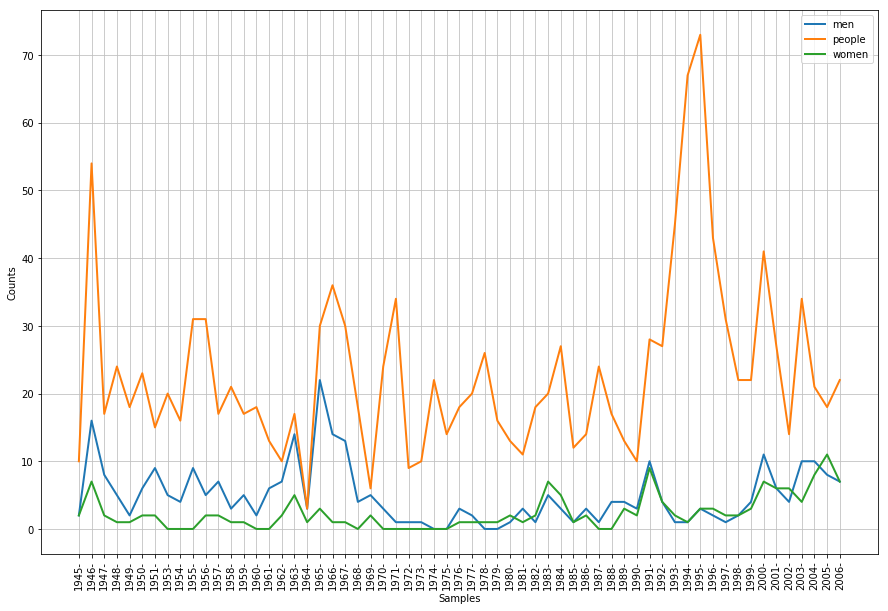 men
people
women
70
60
50
40
30
20
10
0
Counts
1945- 1946- 1947- 1948- 1949- 1950- 1951- 1953- 1954- 1955- 1956- 1957- 1958- 1959- 1960- 1961- 1962- 1963- 1964- 1965- 1966- 1967- 1968- 1969- 1970- 1971- 1972- 1973- 1974- 1975- 1976- 1977- 1978- 1979- 1980- 1981- 1982- 1983- 1984- 1985- 1986- 1987- 1988- 1989- 1990- 1991- 1992- 1993- 1994- 1995- 1996- 1997- 1998- 1999- 2000- 2001- 2002- 2003- 2004- 2005- 2006-
Samples